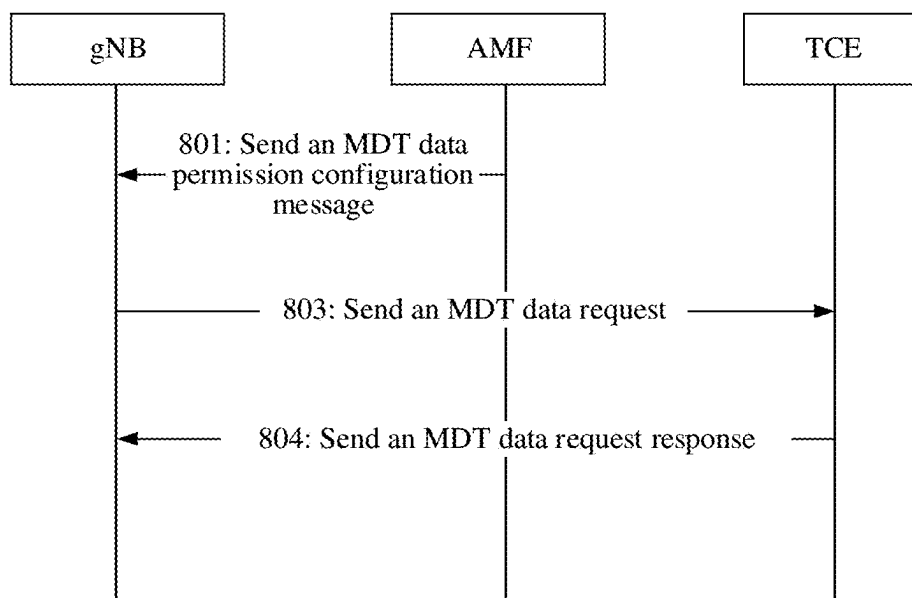 gNB
AMF
TCE
801: Send an MDT data
permission configuration
message
803: Send an MDT data request
804: Send an MDT data request response